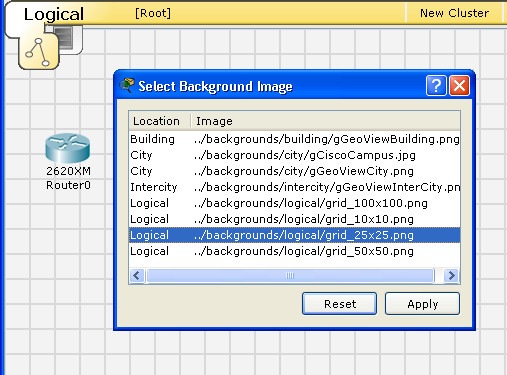 Logical [Root] New Cluster
Select Background Image
Location Image
Building ../backgrounds/building/gGeoViewBuilding.png
City ../backgrounds/city/gCiscoCampus.jpg
City ../backgrounds/city/gGeoViewCity.png
Intercity ../backgrounds/intercity/gGeoViewInterCity.pn
Logical ../backgrounds/logical/grid_100x100.png
Logical ../backgrounds/logical/grid_10x10.png
Logical ../backgrounds/logical/grid_25x25.png
Logical ../backgrounds/logical/grid_50x50.png
2620XM
Router0
Reset Apply